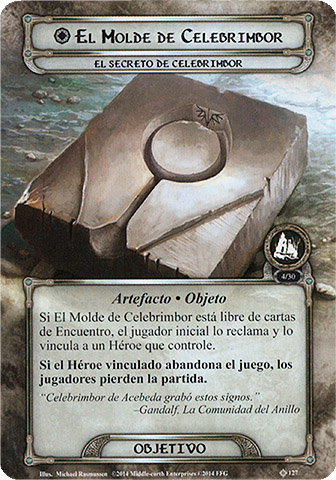 El Molde de Celebrimbor
El secreto de Celebrimbor
4/30
Artefacto • Objeto
Si El Molde de Celebrimbor está libre de cartas
de Encuentro, el jugador inicial lo reclama y lo
vincula a un Héroe que controle.
Si el Héroe vinculado abandona el juego, los
jugadores pierden la partida.
“Celebrimbor de Acebeda grabó estos signos.”
–Gandalf, La Comunidad del Anillo
OBJETIVO
Illus. Michael Rasmussen ©2014 Middle-earth Enterprises ©2014 FFG 127